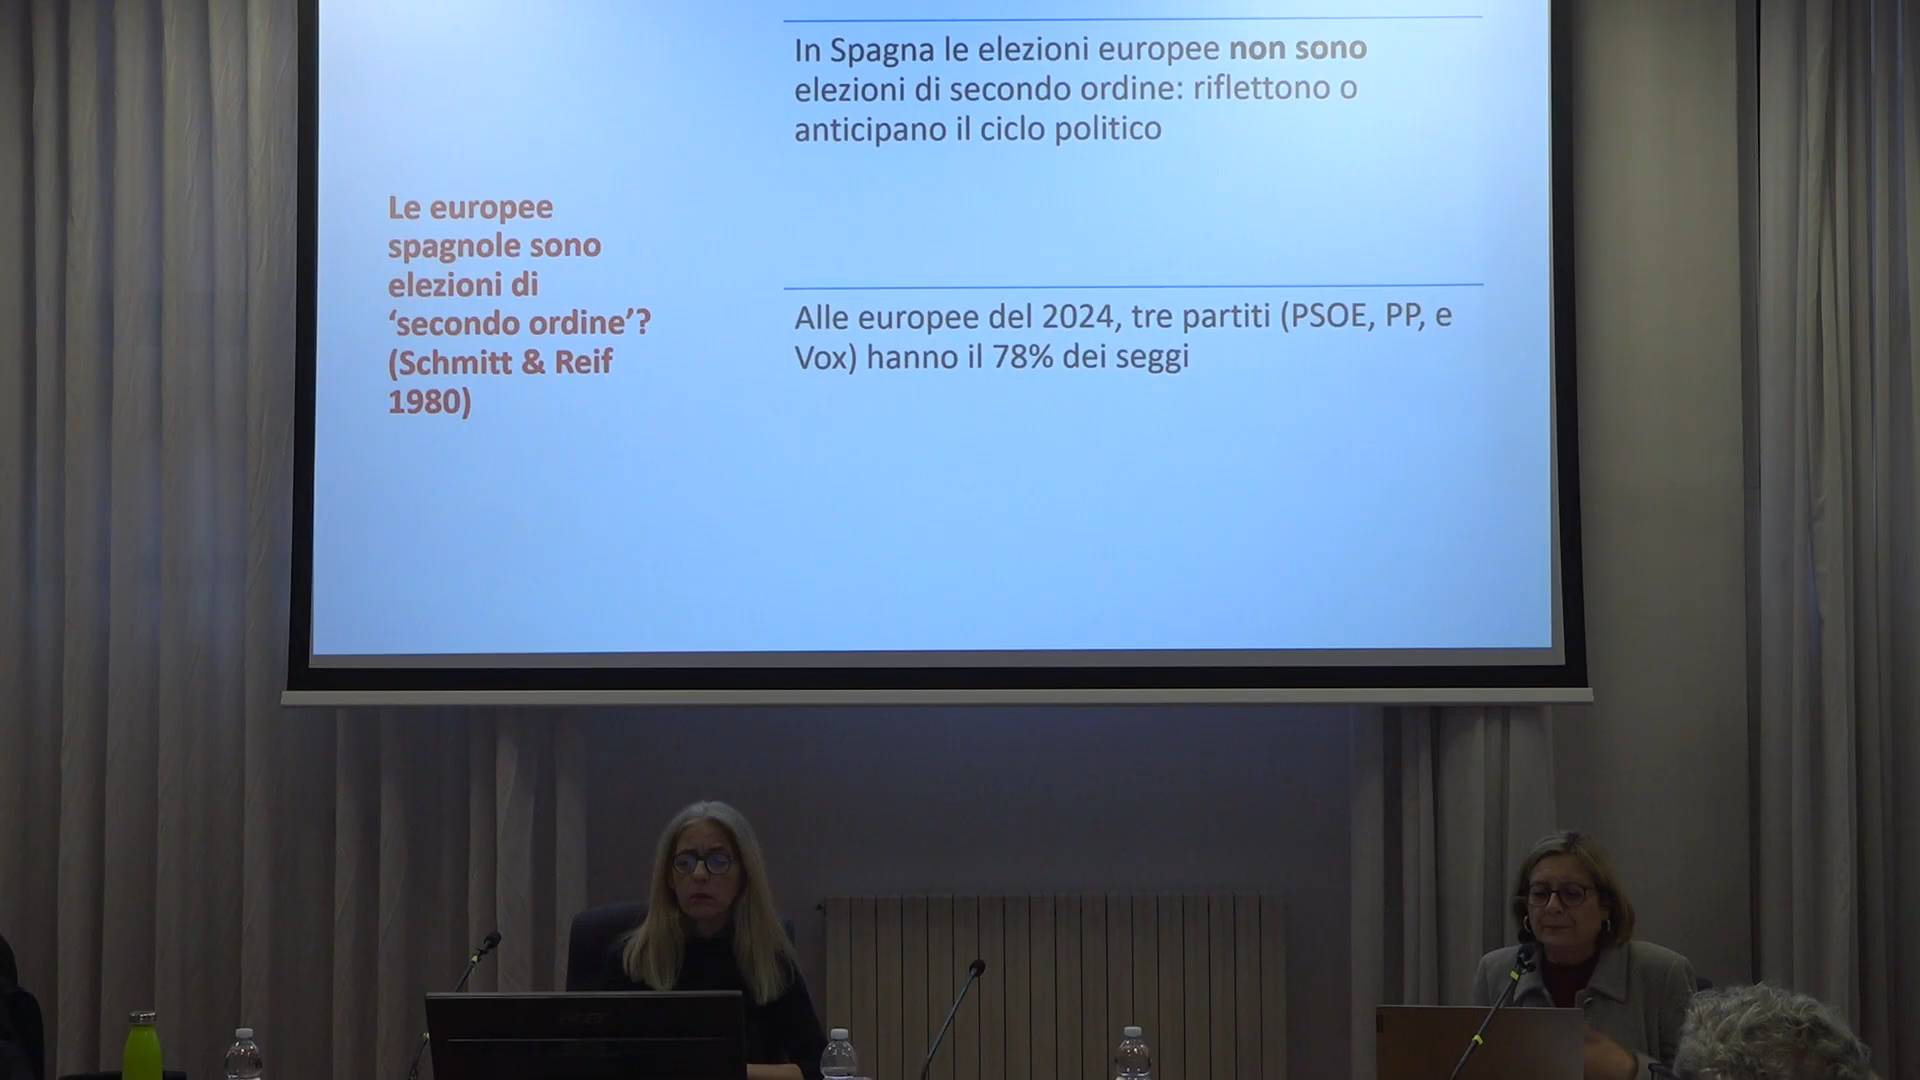 In Spagna le elezioni europee non sono
elezioni di secondo ordine: riflettono o
anticipano il ciclo politico
Le europee
spagnole sono
elezioni di
‘secondo ordine’?
(Schmitt & Reif
1980)
Alle europee del 2024, tre partiti (PSOE, PP, e
Vox) hanno il 78% dei seggi